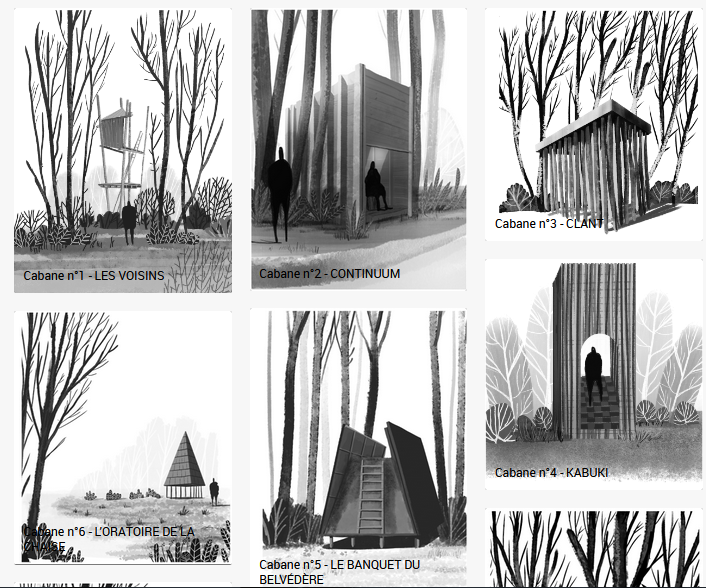 Cabane n°1 - LES VOISINS
Cabane n°2 - CONTINUUM
Cabane n°3 - CLANT
Cabane n°4 - KABUKI
Cabane n°6 - L'ORATOIRE DE LA
CHAISE
Cabane n°5 - LE BANQUET DU
BELVÉDÈRE